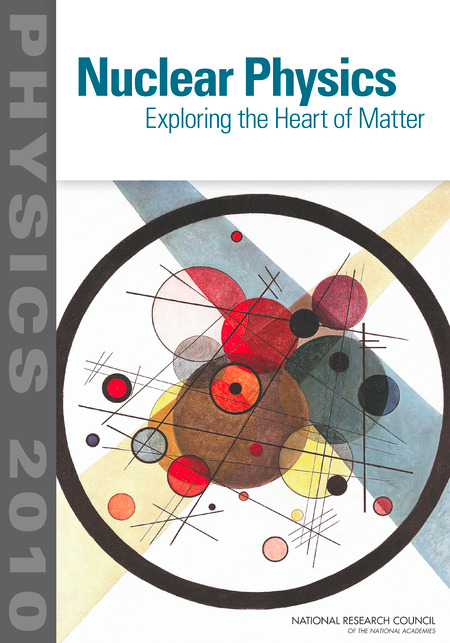 PHYSICS 2010
Nuclear Physics
Exploring the Heart of Matter
NATIONAL RESEARCH COUNCIL
OF THE NATIONAL ACADEMIES